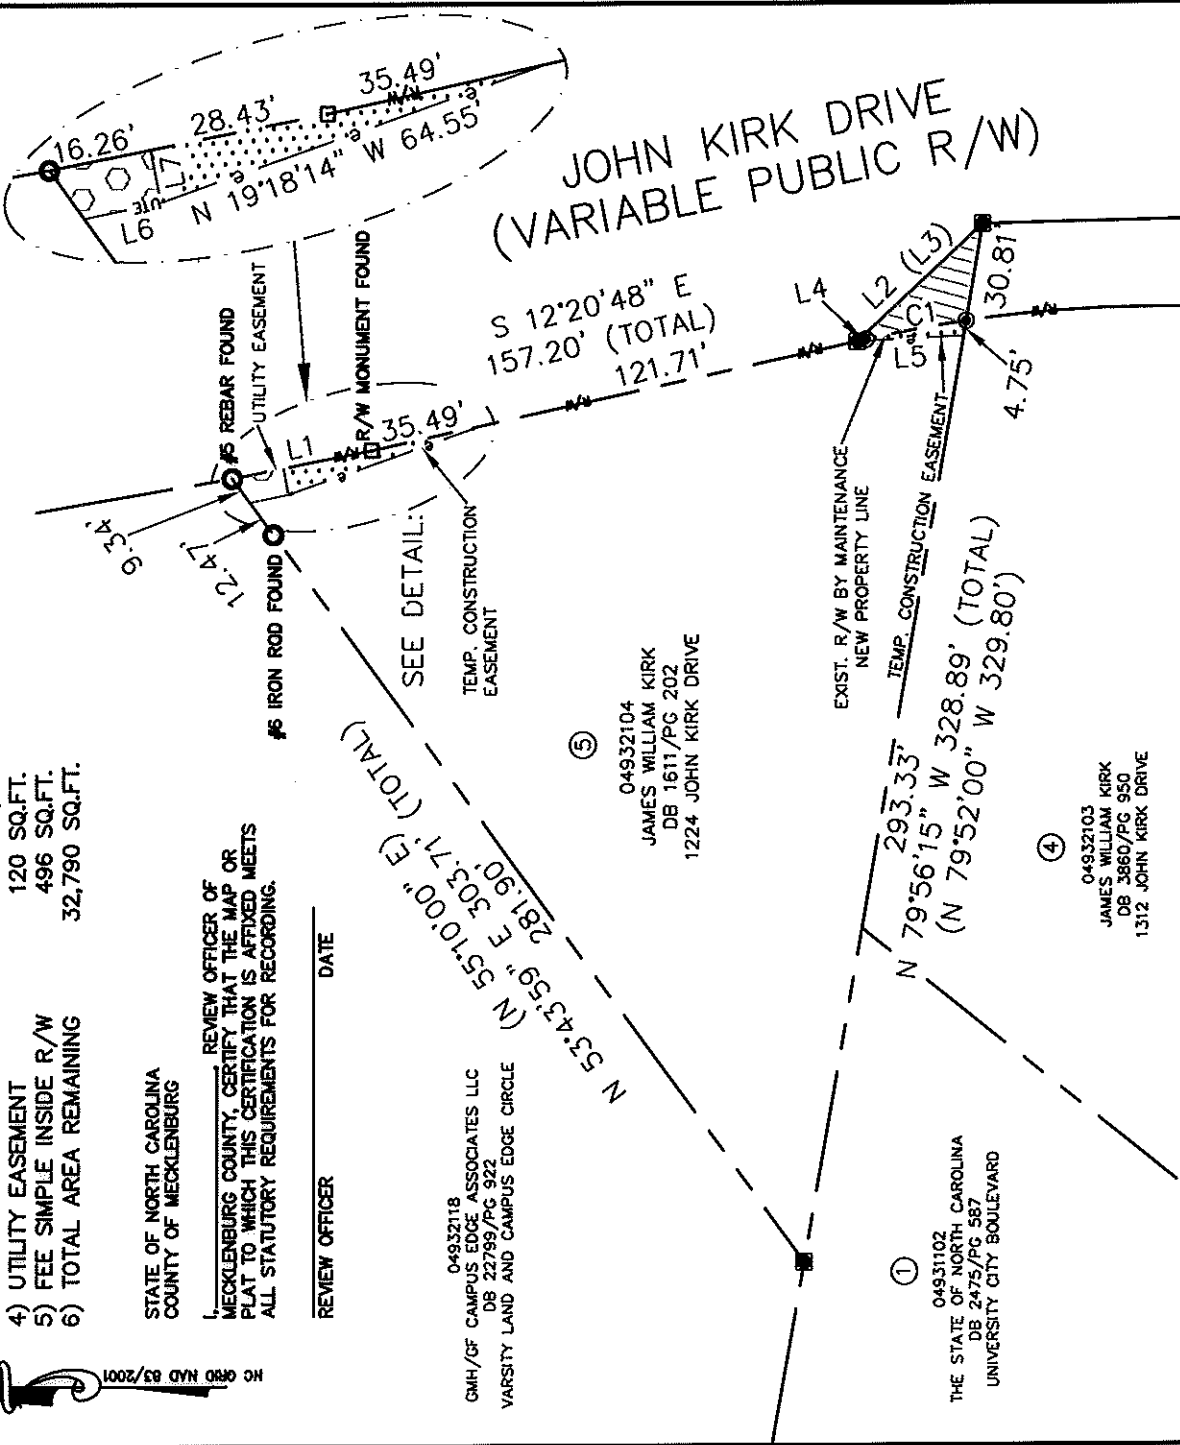 4) UTILITY EASEMENT 120 SQ.FT.
5) FEE SIMPLE INSIDE R/W 496 SQ.FT.
6) TOTAL AREA REMAINING 32,790 SQ.FT.
STATE OF NORTH CAROLINA
COUNTY OF MECKLENBURG
I, REVIEW OFFICER OF
MECKLENBURG COUNTY, CERTIFY THAT THE MAP OR
PLAT TO WHICH THIS CERTIFICATION IS AFFIXED MEETS
ALL STATUTORY REQUIREMENTS FOR RECORDING.
REVIEW OFFICER DATE
NC GRID NAD 83/2001
16.26'
28.43'
35.49'
R/W
L6
UTE
N 19°18'14" W 64.55'
e
e
e
JOHN KIRK DRIVE
(VARIABLE PUBLIC R/W)
#5 REBAR FOUND
UTILITY EASEMENT
R/W MONUMENT FOUND
L1
R/W
35.49'
e
e
9.34'
12.47'
#6 IRON ROD FOUND
SEE DETAIL:
TEMP. CONSTRUCTION
EASEMENT
S 12°20'48" E
157.20' (TOTAL)
121.71'
R/W
R/W
L4
L2 (L3)
C1
L5
30.81
4.75'
R/W
EXIST. R/W BY MAINTENANCE
NEW PROPERTY LINE
TEMP. CONSTRUCTION EASEMENT
293.33'
N 79°56'15" W 328.89' (TOTAL)
(N 79°52'00" W 329.80')
(N 55°10'00" E) (TOTAL)
N 53°43'59" E 303.71'
281.90'
5
04932104
JAMES WILLIAM KIRK
DB 1611/PG 202
1224 JOHN KIRK DRIVE
4
04932103
JAMES WILLIAM KIRK
DB 3860/PG 950
1312 JOHN KIRK DRIVE
04932118
GMH/GF CAMPUS EDGE ASSOCIATES LLC
DB 22799/PG 922
VARSITY LAND AND CAMPUS EDGE CIRCLE
1
04931102
THE STATE OF NORTH CAROLINA
DB 2475/PG 587
UNIVERSITY CITY BOULEVARD